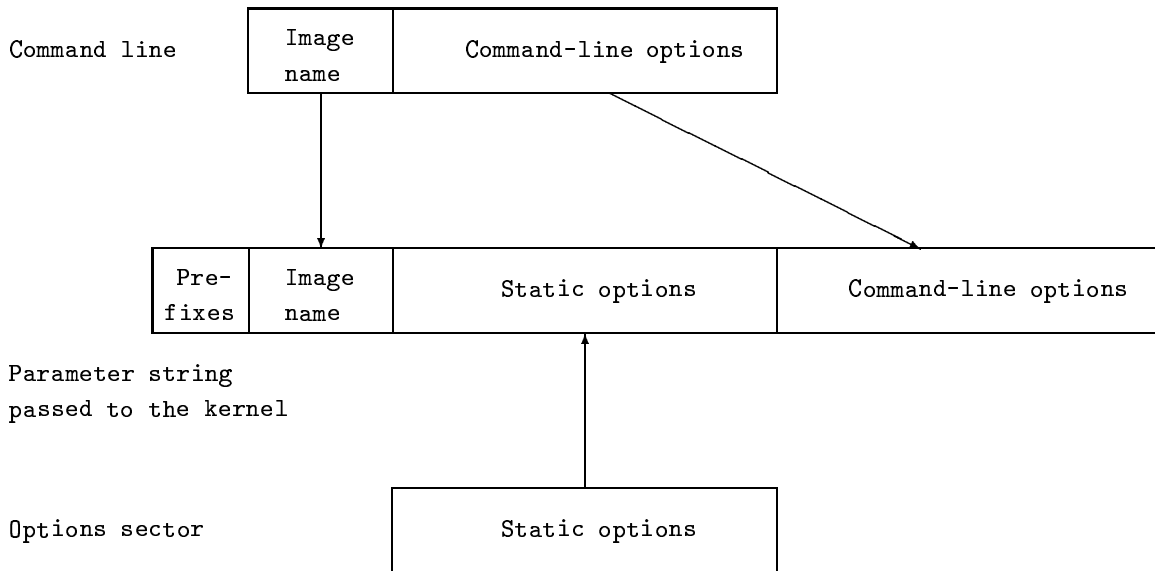 Command line
Image
name
Command-line options
Pre-
fixes
Image
name
Static options
Command-line options
Parameter string
passed to the kernel
Options sector
Static options